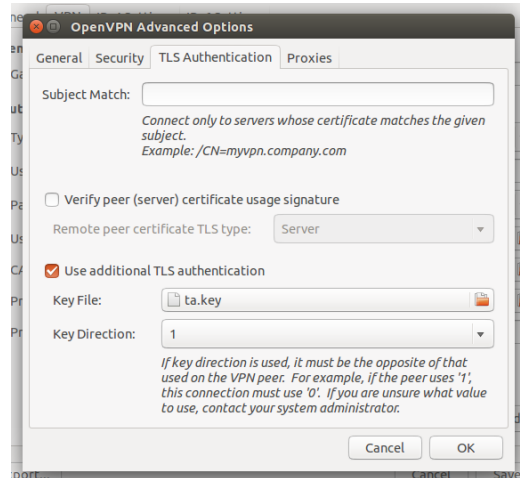 OpenVPN Advanced Options
General Security TLS Authentication Proxies
Subject Match:
Connect only to servers whose certificate matches the given
subject.
Example: /CN=myvpn.company.com
Verify peer (server) certificate usage signature
Remote peer certificate TLS type: Server
Use additional TLS authentication
Key File: ta.key
Key Direction: 1
If key direction is used, it must be the opposite of that
used on the VPN peer.  For example, if the peer uses '1',
this connection must use '0'.  If you are unsure what value
to use, contact your system administrator.
Cancel OK